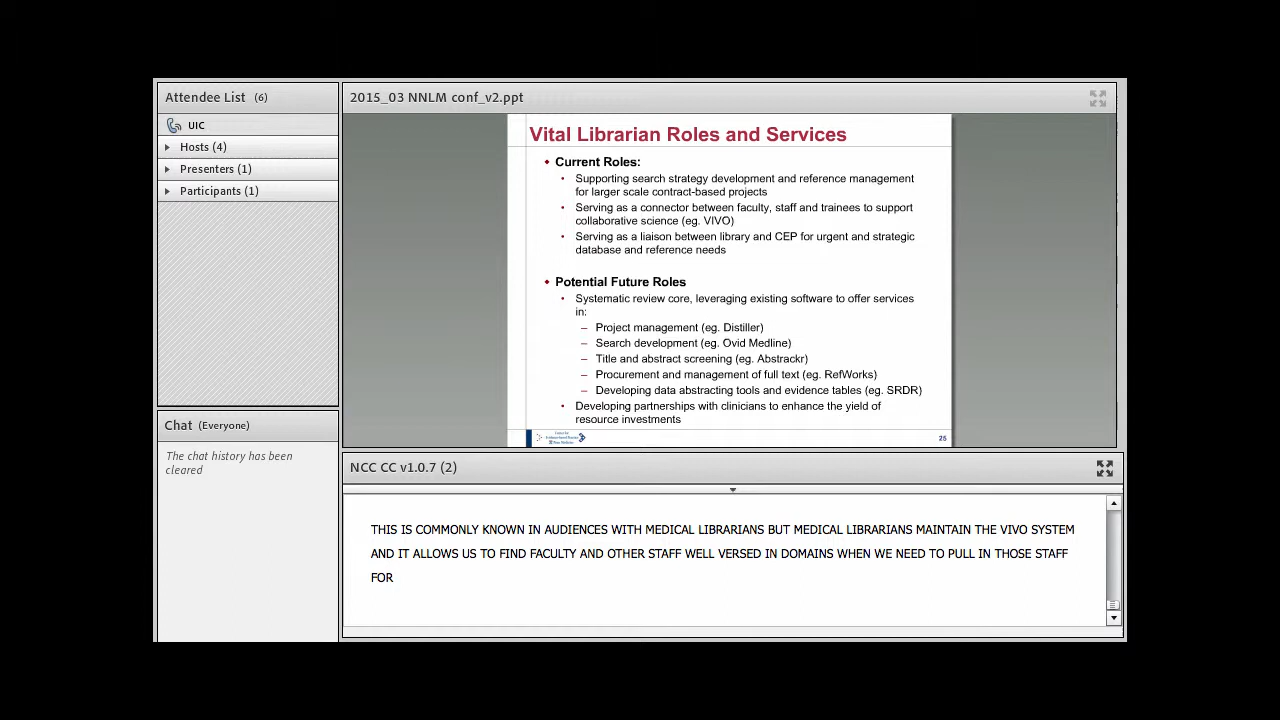 Attendee List (6)
UIC
Hosts (4)
Presenters (1)
Participants (1)
Chat (Everyone)
The chat history has been
cleared
2015_03 NNLM conf_v2.ppt
Vital Librarian Roles and Services
Current Roles:
Supporting search strategy development and reference management
for larger scale contract-based projects
Serving as a connector between faculty, staff and trainees to support
collaborative science (eg. VIVO)
Serving as a liaison between library and CEP for urgent and strategic
database and reference needs
Potential Future Roles
Systematic review core, leveraging existing software to offer services
in:
– Project management (eg. Distiller)
– Search development (eg. Ovid Medline)
– Title and abstract screening (eg. Abstrackr)
– Procurement and management of full text (eg. RefWorks)
– Developing data abstracting tools and evidence tables (eg. SRDR)
Developing partnerships with clinicians to enhance the yield of
resource investments
25
NCC CC v1.0.7 (2)
THIS IS COMMONLY KNOWN IN AUDIENCES WITH MEDICAL LIBRARIANS BUT MEDICAL LIBRARIANS MAINTAIN THE VIVO SYSTEM
AND IT ALLOWS US TO FIND FACULTY AND OTHER STAFF WELL VERSED IN DOMAINS WHEN WE NEED TO PULL IN THOSE STAFF
FOR